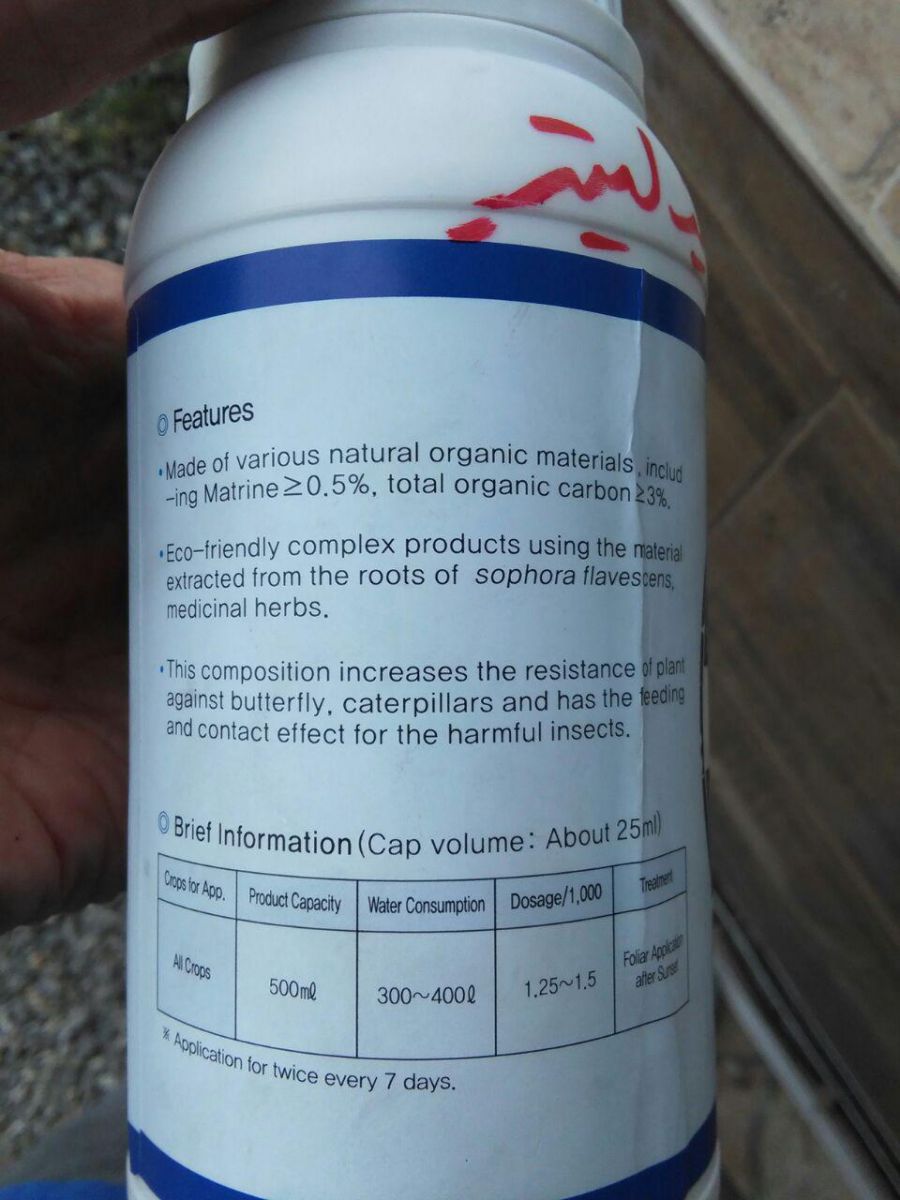 لیتر
◎ Features
•Made of various natural organic materials, includ
-ing Matrine≥0.5%, total organic carbon≥3%.
•Eco-friendly complex products using the material
extracted from the roots of sophora flavescens,
medicinal herbs.
•This composition increases the resistance of plant
against butterfly, caterpillars and has the feeding
and contact effect for the harmful insects.
◎ Brief Information(Cap volume: About 25ml)
Crops for App. Product Capacity Water Consumption Dosage/1,000 Treatment
All Crops 500ml 300~400ℓ 1.25~1.5 Foliar Application
after Sunset
※ Application for twice every 7 days.